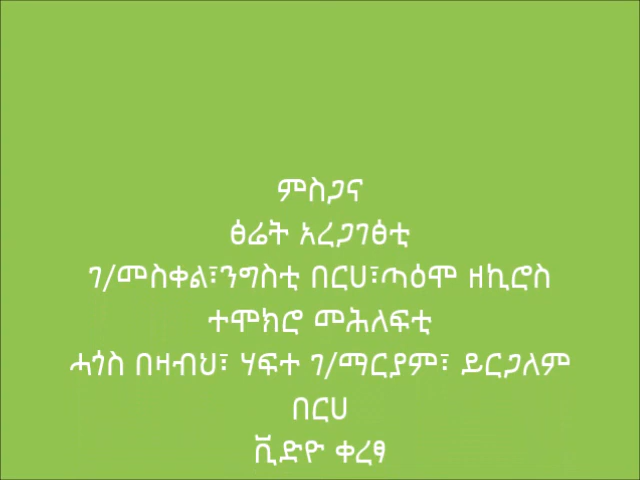 ምስጋና
ፅሬት አረጋገፅቲ
ገ/መስቀል፣ንግስቲ በርሀ፣ጣዕሞ ዘኪሮስ
ተሞክሮ መሕለፍቲ
ሓጎስ በዛብህ፣ ሃፍተ ገ/ማርያም፣ ይርጋለም
በርሀ
ቪድዮ ቀረፃ